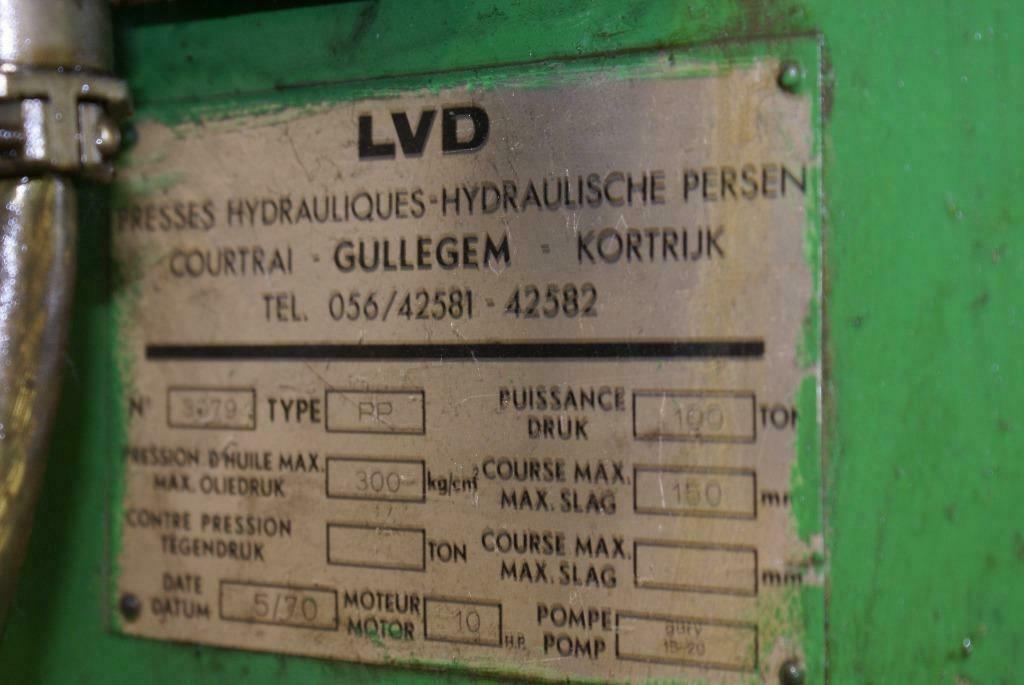 LVD
PRESSES HYDRAULIQUES-HYDRAULISCHE PERSEN
COURTRAI - GULLEGEM - KORTRIJK
TEL. 056/42581 - 42582
N° TYPE PUISSANCE 100 TON
DRUK
PRESSION D'HUILE MAX. 300 kg/cm² COURSE MAX. 150 mm
MAX. OLIEDRUK MAX. SLAG
CONTRE PRESSION TON COURSE MAX. mm
TEGENDRUK MAX. SLAG
DATE 5/70 MOTEUR 10 H.P. POMPE
DATUM MOTOR POMP 15-20